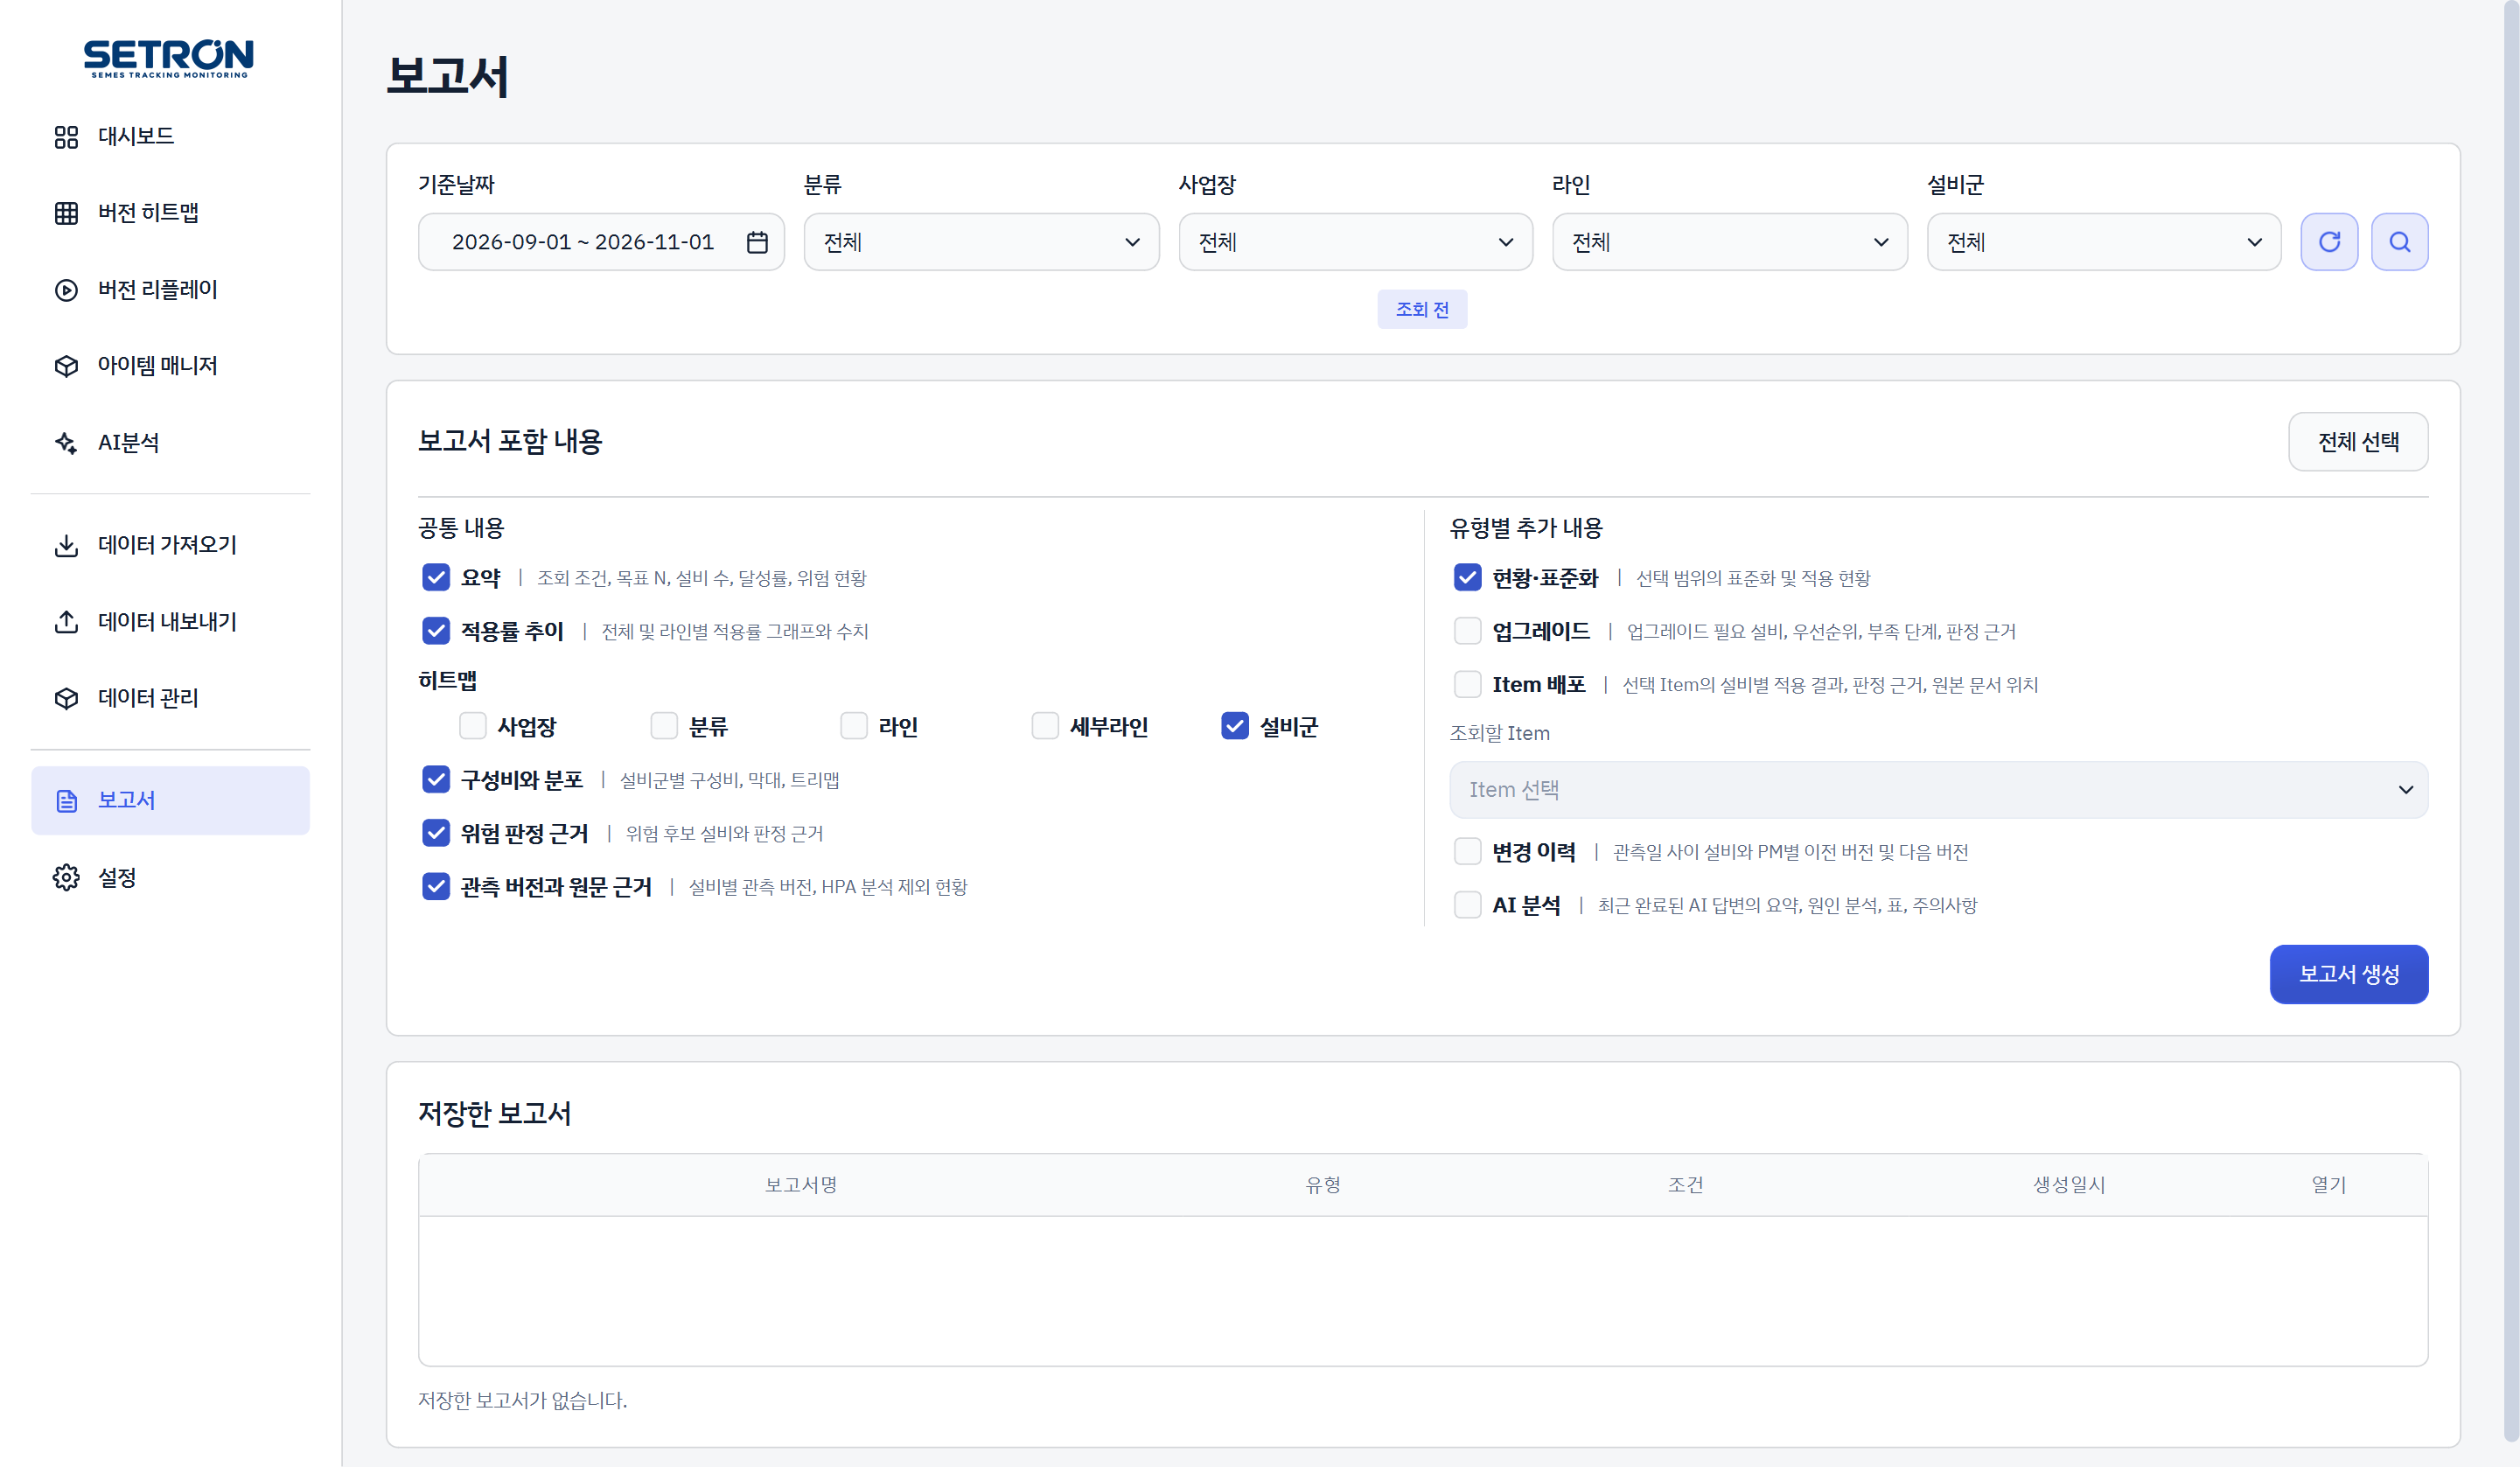 SETRON
SEMES TRACKING MONITORING
대시보드
버전 히트맵
버전 리플레이
아이템 매니저
AI분석
데이터 가져오기
데이터 내보내기
데이터 관리
보고서
설정
보고서
기준날짜 분류 사업장 라인 설비군
2026-09-01 ~ 2026-11-01 전체 전체 전체 전체
조회 전
보고서 포함 내용 전체 선택
공통 내용
요약 | 조회 조건, 목표 N, 설비 수, 달성률, 위험 현황
적용률 추이 | 전체 및 라인별 적용률 그래프와 수치
히트맵
사업장 분류 라인 세부라인 설비군
구성비와 분포 | 설비군별 구성비, 막대, 트리맵
위험 판정 근거 | 위험 후보 설비와 판정 근거
관측 버전과 원문 근거 | 설비별 관측 버전, HPA 분석 제외 현황
유형별 추가 내용
현황·표준화 | 선택 범위의 표준화 및 적용 현황
업그레이드 | 업그레이드 필요 설비, 우선순위, 부족 단계, 판정 근거
Item 배포 | 선택 Item의 설비별 적용 결과, 판정 근거, 원본 문서 위치
조회할 Item
Item 선택
변경 이력 | 관측일 사이 설비와 PM별 이전 버전 및 다음 버전
AI 분석 | 최근 완료된 AI 답변의 요약, 원인 분석, 표, 주의사항
보고서 생성
저장한 보고서
보고서명 유형 조건 생성일시 열기
저장한 보고서가 없습니다.